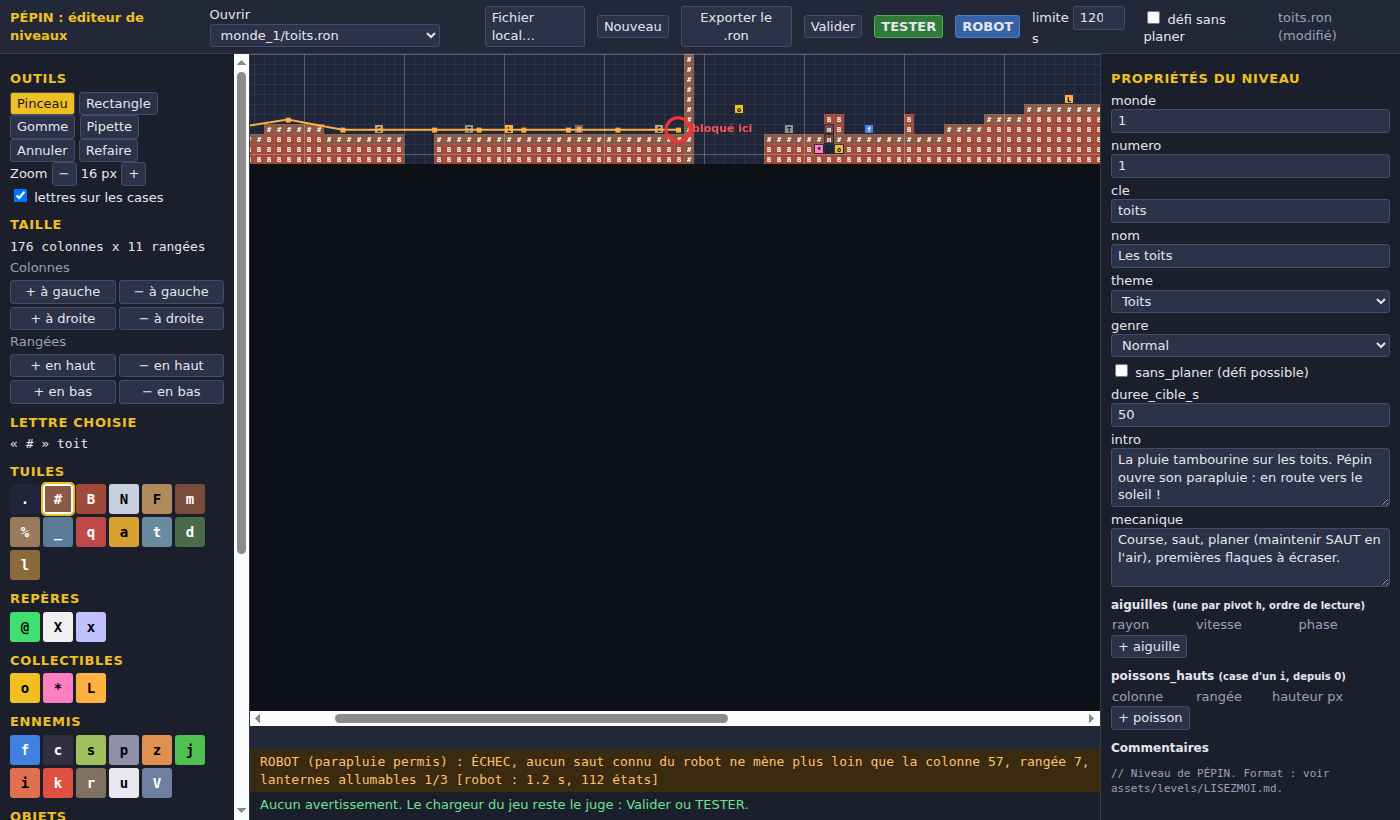 PÉPIN : éditeur de niveaux
Ouvrir
monde_1/toits.ron
Fichier local...
Nouveau
Exporter le .ron
Valider
TESTER
ROBOT
limite 120 s
défi sans planer
toits.ron (modifié)
OUTILS
Pinceau Rectangle
Gomme Pipette
Annuler Refaire
Zoom − 16 px +
lettres sur les cases
TAILLE
176 colonnes x 11 rangées
Colonnes
+ à gauche − à gauche
+ à droite − à droite
Rangées
+ en haut − en haut
+ en bas − en bas
LETTRE CHOISIE
« # » toit
TUILES
. # B N F m
% _ q a t d
l
REPÈRES
@ X x
COLLECTIBLES
o * L
ENNEMIS
f c s p z j
i k r u V
OBJETS
bloqué ici
ROBOT (parapluie permis) : ÉCHEC, aucun saut connu du robot ne mène plus loin que la colonne 57, rangée 7,
lanternes allumables 1/3 [robot : 1.2 s, 112 états]
Aucun avertissement. Le chargeur du jeu reste le juge : Valider ou TESTER.
PROPRIÉTÉS DU NIVEAU
monde
1
numero
1
cle
toits
nom
Les toits
theme
Toits
genre
Normal
sans_planer (défi possible)
duree_cible_s
50
intro
La pluie tambourine sur les toits. Pépin
ouvre son parapluie : en route vers le
soleil !
mecanique
Course, saut, planer (maintenir SAUT en
l'air), premières flaques à écraser.
aiguilles (une par pivot h, ordre de lecture)
rayon vitesse phase
+ aiguille
poissons_hauts (case d'un i, depuis 0)
colonne rangée hauteur px
+ poisson
Commentaires
// Niveau de PÉPIN. Format : voir
assets/levels/LISEZMOI.md.